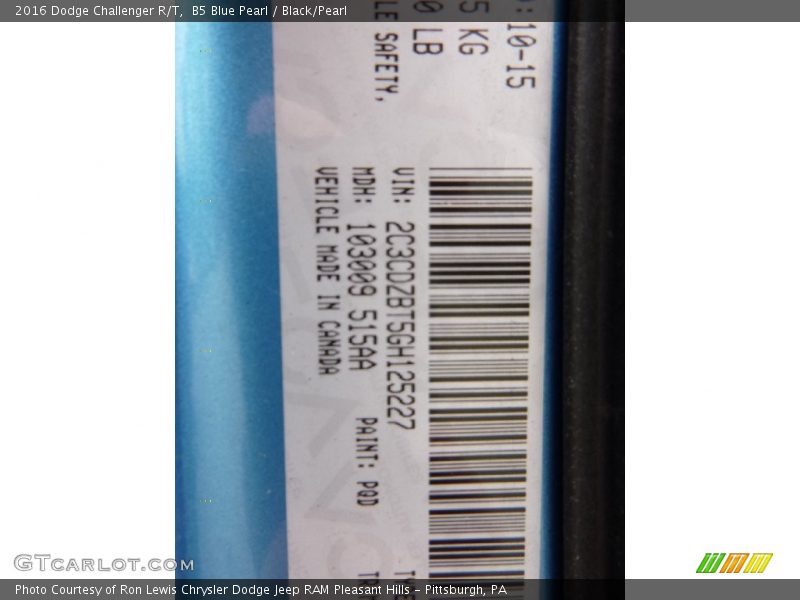 2016 Dodge Challenger R/T, B5 Blue Pearl / Black/Pearl
:10-15
5 KG
0 LB
LE SAFETY,
VIN: 2C3CDZBT5GH125227
MDH: 103009 515AA PAINT: PQD
VEHICLE MADE IN CANADA
GTCARLOT.COM
Photo Courtesy of Ron Lewis Chrysler Dodge Jeep RAM Pleasant Hills - Pittsburgh, PA